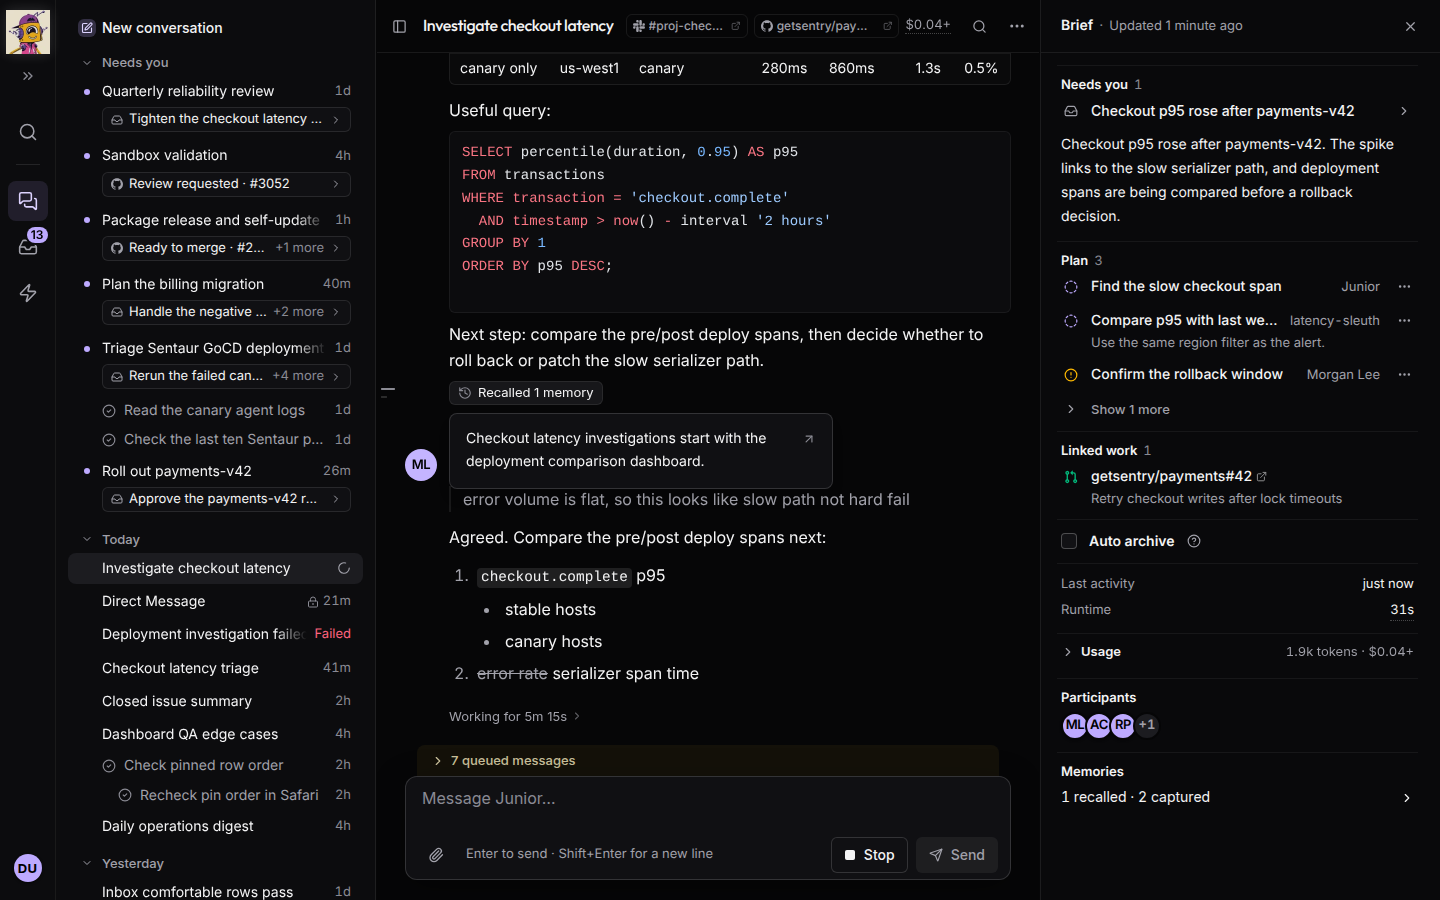 New conversation
Needs you
Quarterly reliability review 1d
Tighten the checkout latency ...
Sandbox validation 4h
Review requested · #3052
Package release and self-update 1h
Ready to merge · #2... +1 more
Plan the billing migration 40m
Handle the negative ... +2 more
Triage Sentaur GoCD deployment 1d
Rerun the failed can... +4 more
Read the canary agent logs 1d
Check the last ten Sentaur p... 1d
Roll out payments-v42 26m
Approve the payments-v42 r...
Today
Investigate checkout latency
Direct Message 21m
Deployment investigation failed Failed
Checkout latency triage 41m
Closed issue summary 2h
Dashboard QA edge cases 4h
Check pinned row order 2h
Recheck pin order in Safari 2h
Daily operations digest 4h
Yesterday
Inbox comfortable rows pass 1d
13
DU
Investigate checkout latency #proj-chec... getsentry/pay... $0.04+
canary only us-west1 canary 280ms 860ms 1.3s 0.5%
Useful query:
SELECT percentile(duration, 0.95) AS p95
FROM transactions
WHERE transaction = 'checkout.complete'
AND timestamp > now() - interval '2 hours'
GROUP BY 1
ORDER BY p95 DESC;
Next step: compare the pre/post deploy spans, then decide whether to
roll back or patch the slow serializer path.
Recalled 1 memory
Checkout latency investigations start with the
deployment comparison dashboard.
ML
error volume is flat, so this looks like slow path not hard fail
Agreed. Compare the pre/post deploy spans next:
1. checkout.complete p95
• stable hosts
• canary hosts
2. error rate serializer span time
Working for 5m 15s
7 queued messages
Message Junior...
Enter to send · Shift+Enter for a new line
Stop
Send
Brief · Updated 1 minute ago
Needs you 1
Checkout p95 rose after payments-v42
Checkout p95 rose after payments-v42. The spike
links to the slow serializer path, and deployment
spans are being compared before a rollback
decision.
Plan 3
Find the slow checkout span Junior
Compare p95 with last we... latency-sleuth
Use the same region filter as the alert.
Confirm the rollback window Morgan Lee
Show 1 more
Linked work 1
getsentry/payments#42
Retry checkout writes after lock timeouts
Auto archive
Last activity just now
Runtime 31s
Usage 1.9k tokens · $0.04+
Participants
ML AC RP +1
Memories
1 recalled · 2 captured